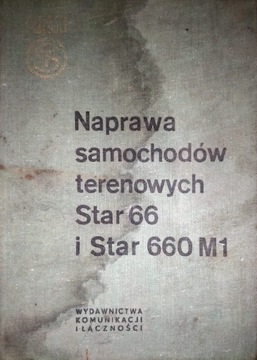 Naprawa
samochodów
terenowych
Star 66
i Star 660 M1
WYDAWNICTWA
KOMUNIKACJI
I ŁĄCZNOŚCI